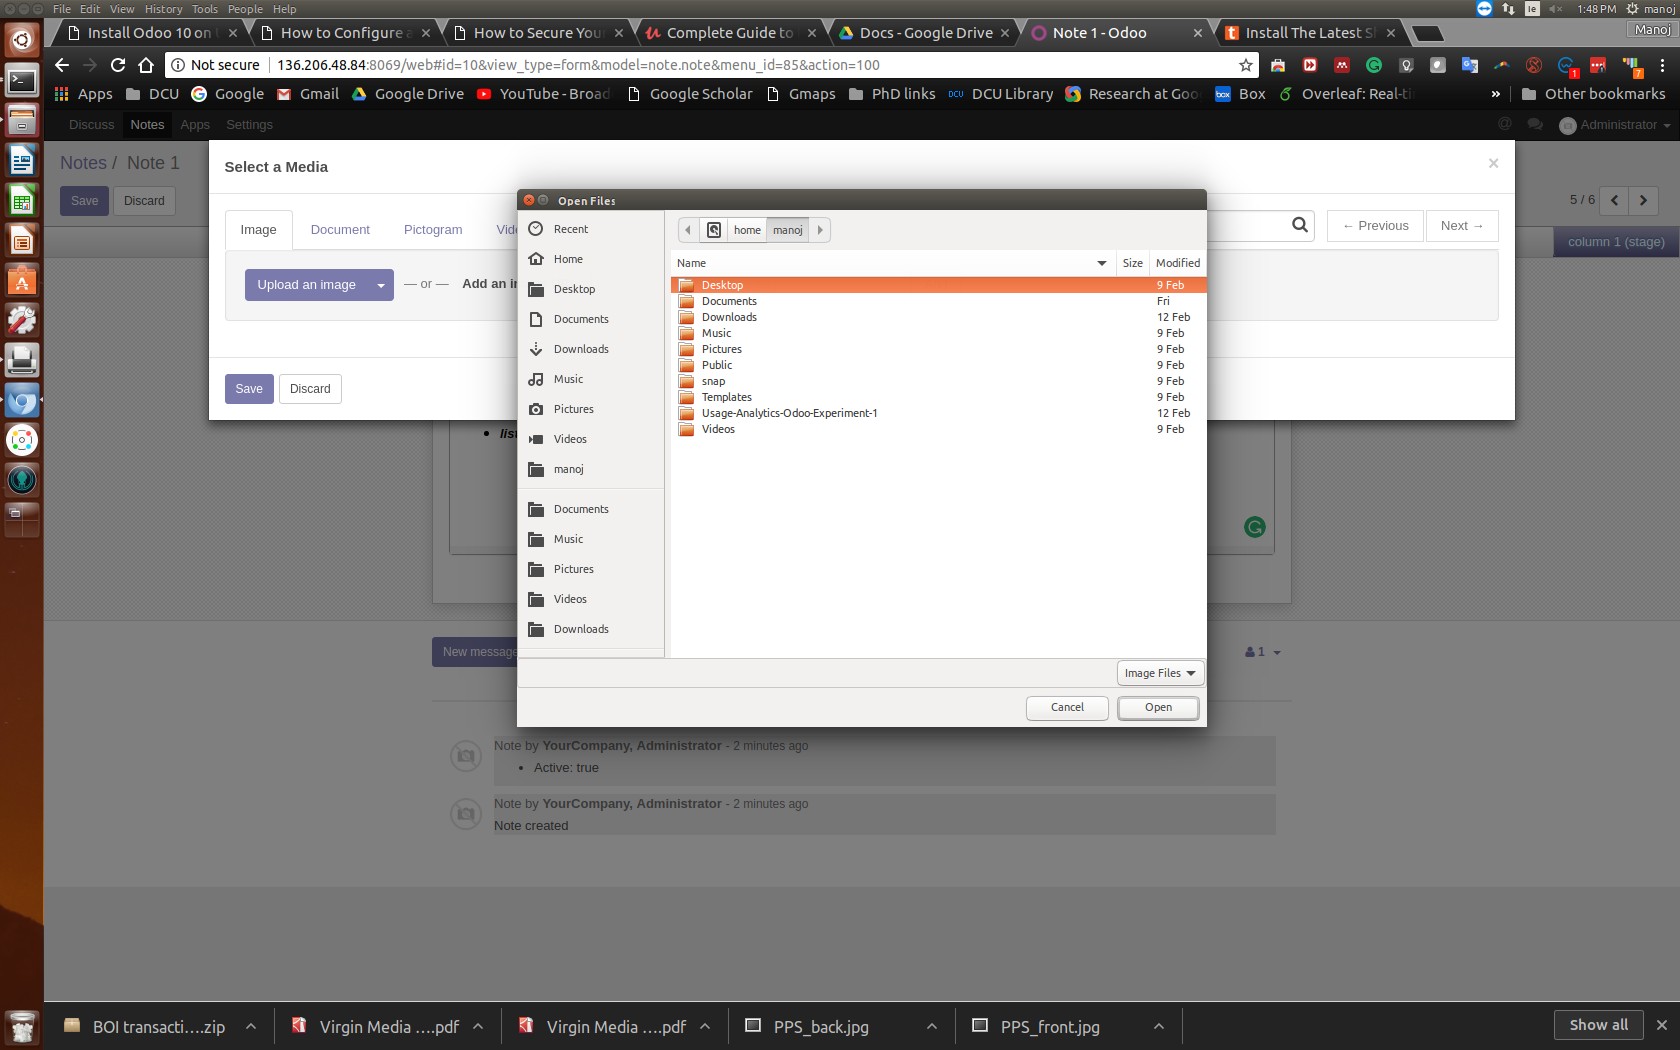 File Edit View History Tools People Help
1:48 PM manoj
Install Odoo 10 on
How to Configure a
How to Secure You
Complete Guide to
Docs - Google Drive
Note 1 - Odoo
Install The Latest S
Manoj
Not secure 136.206.48.84:8069/web#id=10&view_type=form&model=note.note&menu_id=85&action=100
Apps DCU Google Gmail Google Drive YouTube - Broad Google Scholar Gmaps PhD links DCU Library Research at Goo Box Overleaf: Real-ti » Other bookmarks
Discuss Notes Apps Settings
Administrator
Notes / Note 1
Save Discard
5 / 6
column 1 (stage)
Select a Media
×
Image Document Pictogram Vid
← Previous Next →
Upload an image — or — Add an i
Save Discard
Open Files
Recent
Home
Desktop
Documents
Downloads
Music
Pictures
Videos
manoj
Documents
Music
Pictures
Videos
Downloads
home manoj
Name Size Modified
Desktop 9 Feb
Documents Fri
Downloads 12 Feb
Music 9 Feb
Pictures 9 Feb
Public 9 Feb
snap 9 Feb
Templates 9 Feb
Usage-Analytics-Odoo-Experiment-1 12 Feb
Videos 9 Feb
Image Files
Cancel Open
• list
New message
1
Note by YourCompany, Administrator - 2 minutes ago
• Active: true
Note by YourCompany, Administrator - 2 minutes ago
Note created
BOI transacti....zip
Virgin Media ....pdf
Virgin Media ....pdf
PPS_back.jpg
PPS_front.jpg
Show all